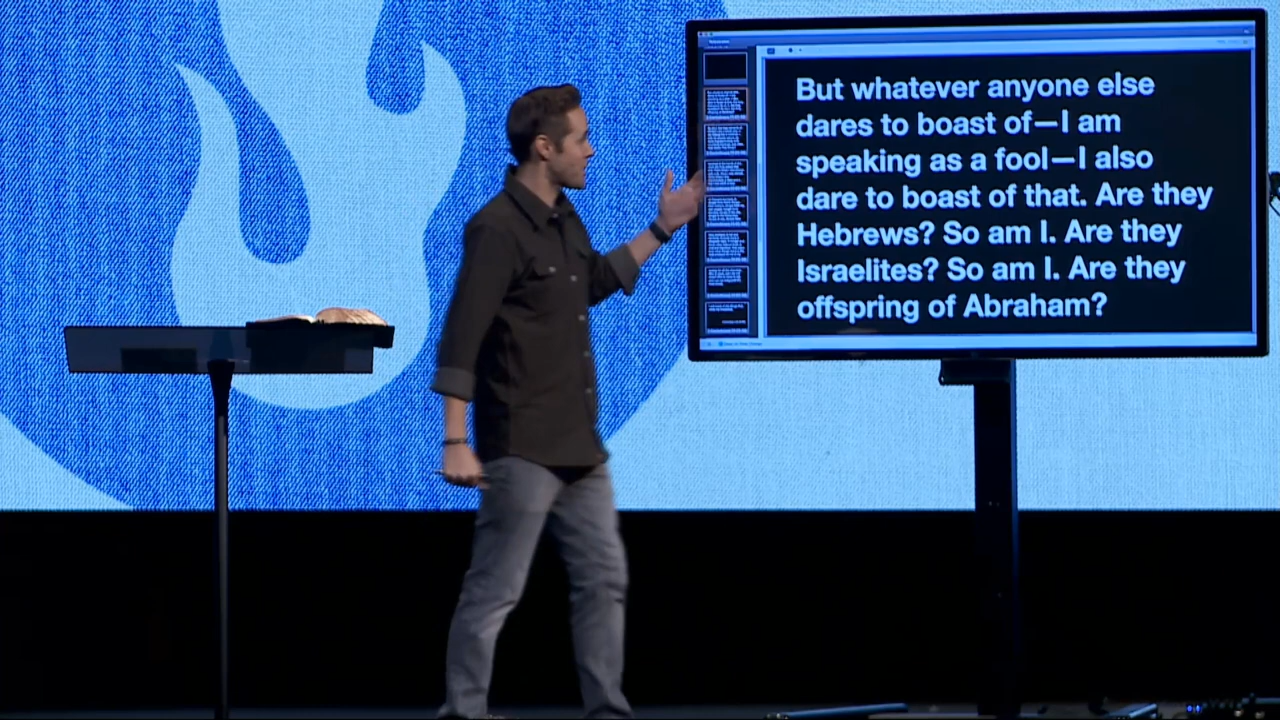 But whatever anyone else
dares to boast of—I am
speaking as a fool—I also
dare to boast of that. Are they
Hebrews? So am I. Are they
Israelites? So am I. Are they
offspring of Abraham?